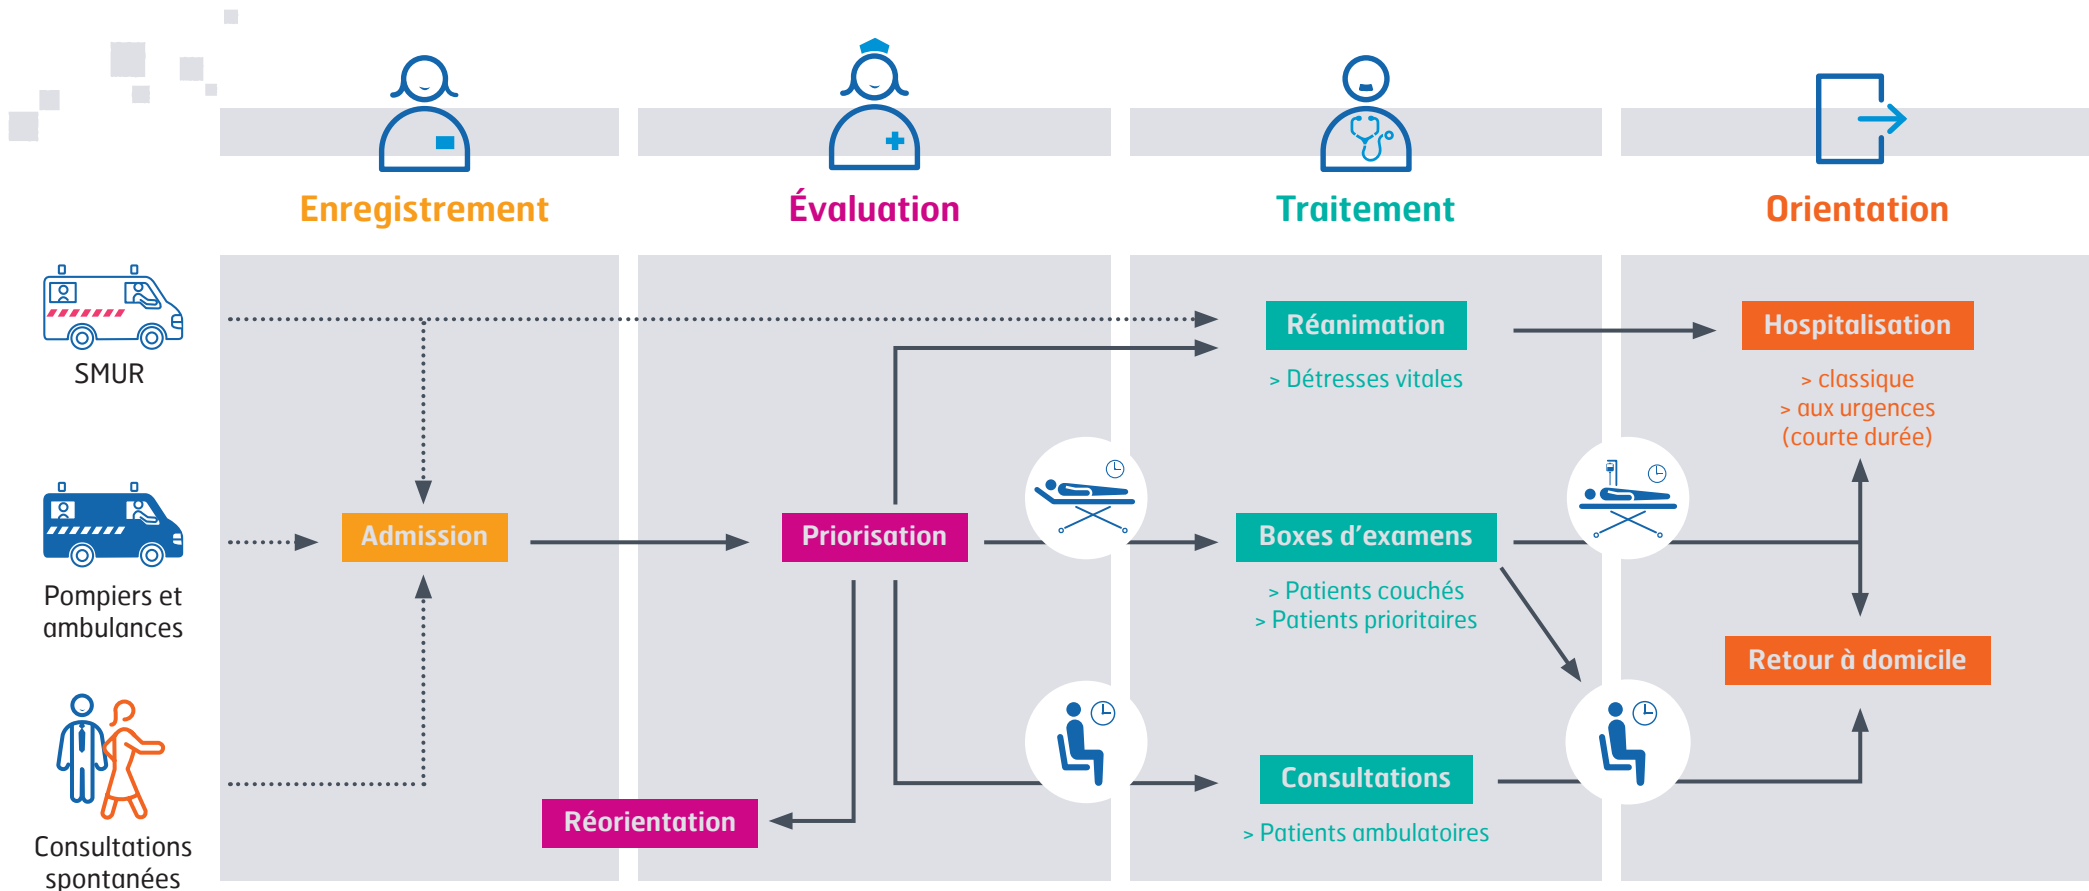 Enregistrement
Évaluation
Traitement
Orientation
SMUR
Réanimation
> Détresses vitales
Hospitalisation
> classique
> aux urgences
(courte durée)
Pompiers et
ambulances
Admission
Priorisation
Boxes d'examens
> Patients couchés
> Patients prioritaires
Retour à domicile
Consultations
spontanées
Réorientation
Consultations
> Patients ambulatoires